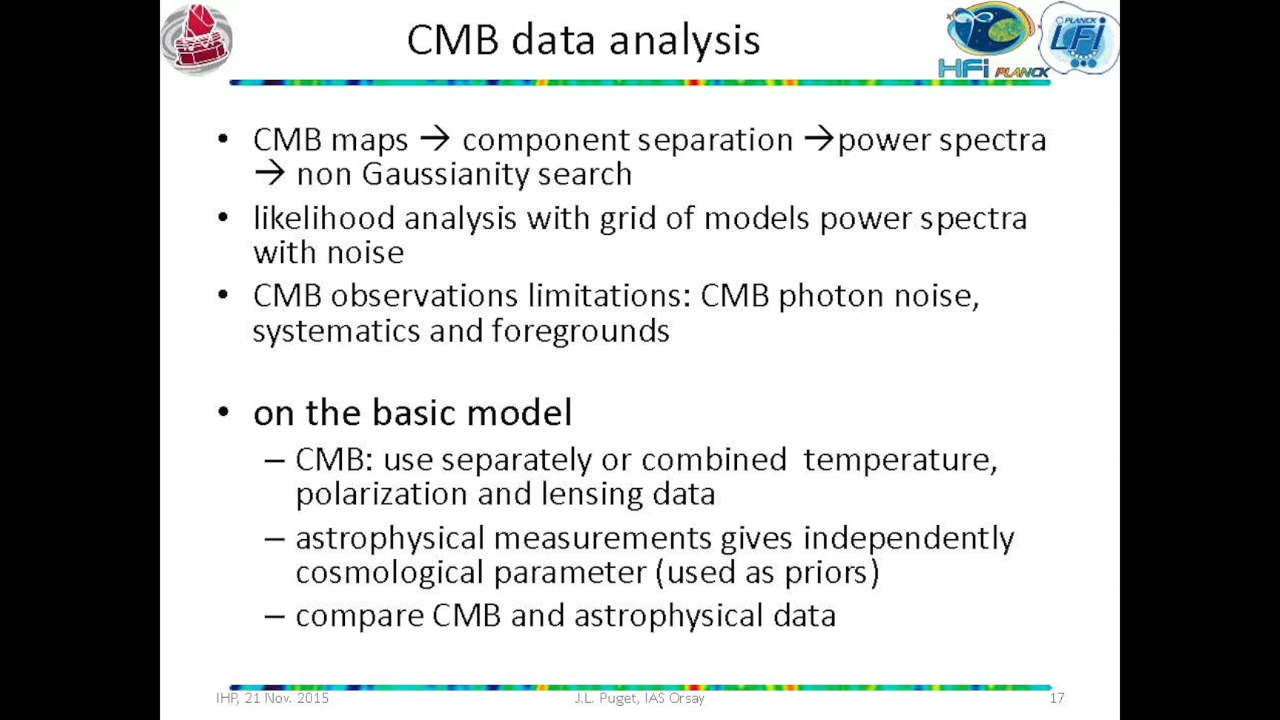 CMB data analysis
HFi PLANCK
PLANCK
LFi
• CMB maps → component separation →power spectra
→ non Gaussianity search
• likelihood analysis with grid of models power spectra
with noise
• CMB observations limitations: CMB photon noise,
systematics and foregrounds
• on the basic model
– CMB: use separately or combined temperature,
polarization and lensing data
– astrophysical measurements gives independently
cosmological parameter (used as priors)
– compare CMB and astrophysical data
IHP, 21 Nov. 2015
J.L. Puget, IAS Orsay
17